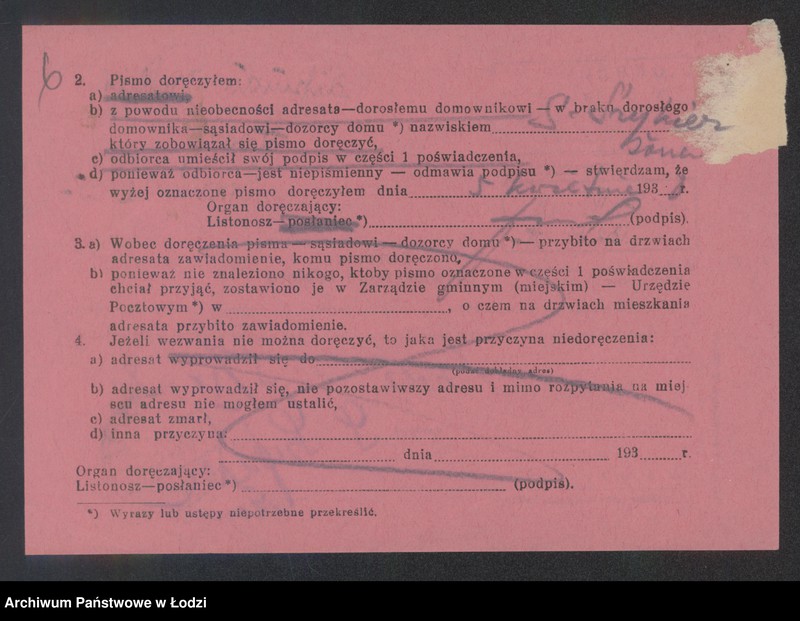 6
2. Pismo doręczyłem:
a) adresatowi,
b) z powodu nieobecności adresata—dorosłemu domownikowi — w braku dorosłego
domownika—sąsiadowi—dozorcy domu *) nazwiskiem
który zobowiązał się pismo doręczyć,
c) odbiorca umieścił swój podpis w części 1 poświadczenia,
d) ponieważ odbiorca—jest niepiśmienny — odmawia podpisu *) — stwierdzam, że
wyżej oznaczone pismo doręczyłem dnia 5 kwietnia 193 r.
Organ doręczający:
Listonosz—posłaniec *) (podpis).
3. a) Wobec doręczenia pisma — sąsiadowi — dozorcy domu *) — przybito na drzwiach
adresata zawiadomienie, komu pismo doręczono,
b) ponieważ nie znaleziono nikogo, ktoby pismo oznaczone w części 1 poświadczenia
chciał przyjąć, zostawiono je w Zarządzie gminnym (miejskim) — Urzędzie
Pocztowym *) w , o czem na drzwiach mieszkania
adresata przybito zawiadomienie.
4. Jeżeli wezwania nie można doręczyć, to jaka jest przyczyna niedoręczenia:
a) adresat wyprowadził się do
(podać dokładny adres)
b) adresat wyprowadził się, nie pozostawiwszy adresu i mimo rozpytania na miej
scu adresu nie mogłem ustalić,
c) adresat zmarł,
d) inna przyczyna:
dnia 193 r.
Organ doręczający:
Listonosz—posłaniec *) (podpis).
*) Wyrazy lub ustępy niepotrzebne przekreślić.
Archiwum Państwowe w Łodzi